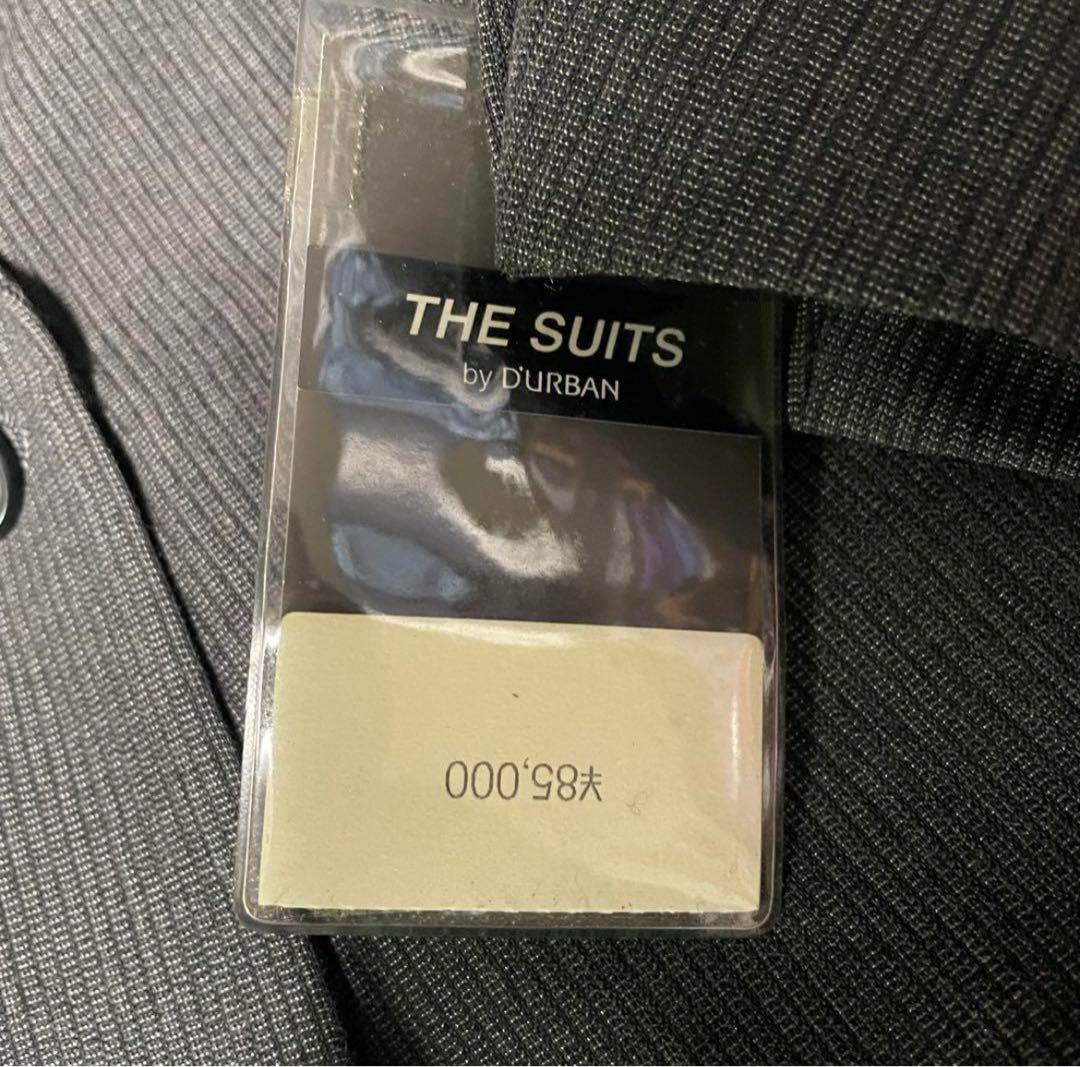 THE SUITS
by D'URBAN
¥85,000